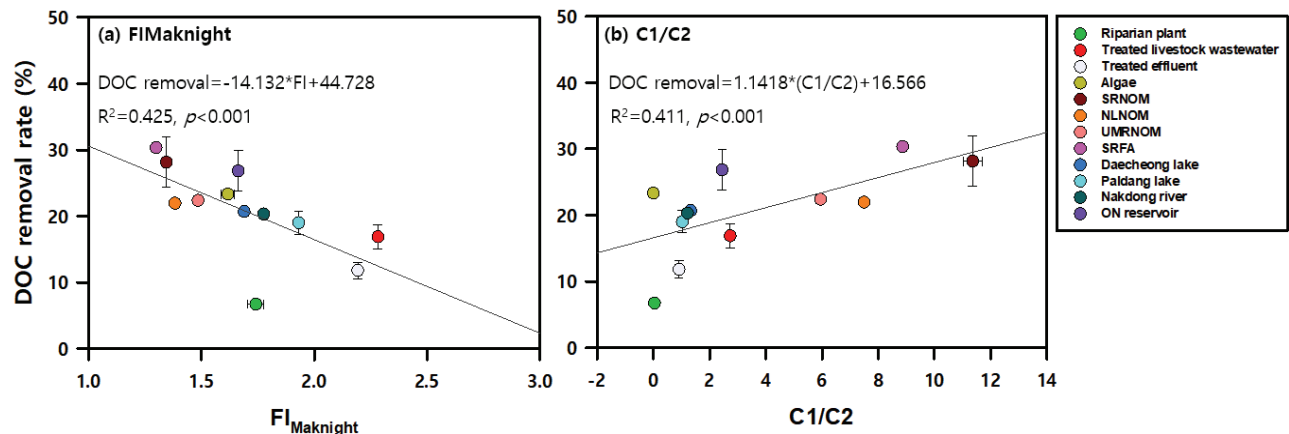 (a) FIMaknight
DOC removal=-14.132*FI+44.728
R²=0.425, p<0.001
DOC removal rate (%)
50
40
30
20
10
0
1.0 1.5 2.0 2.5 3.0
FIMaknight
(b) C1/C2
DOC removal=1.1418*(C1/C2)+16.566
R²=0.411, p<0.001
50
40
30
20
10
0
-2 0 2 4 6 8 10 12 14
C1/C2
Riparian plant
Treated livestock wastewater
Treated effluent
Algae
SRNOM
NLNOM
UMRNOM
SRFA
Daecheong lake
Paldang lake
Nakdong river
ON reservoir